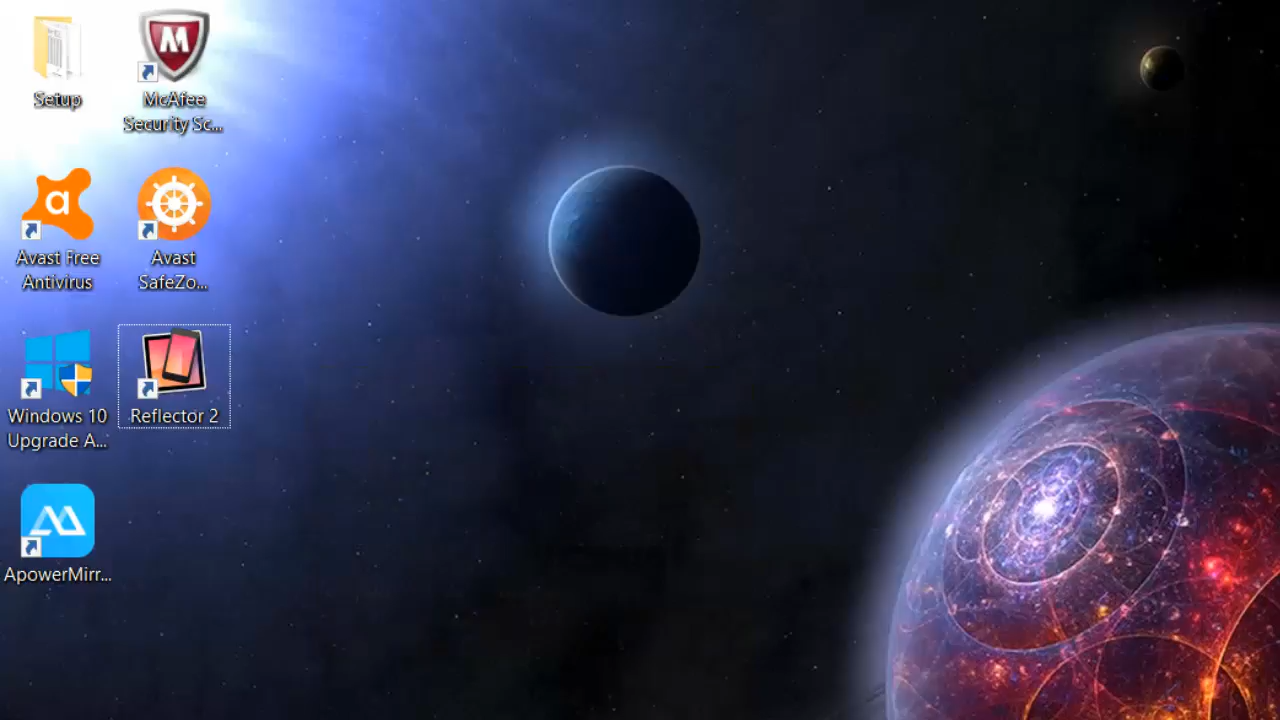 Setup
McAfee
Security Sc...
Avast Free
Antivirus
Avast
SafeZo...
Windows 10
Upgrade A...
Reflector 2
ApowerMirr...